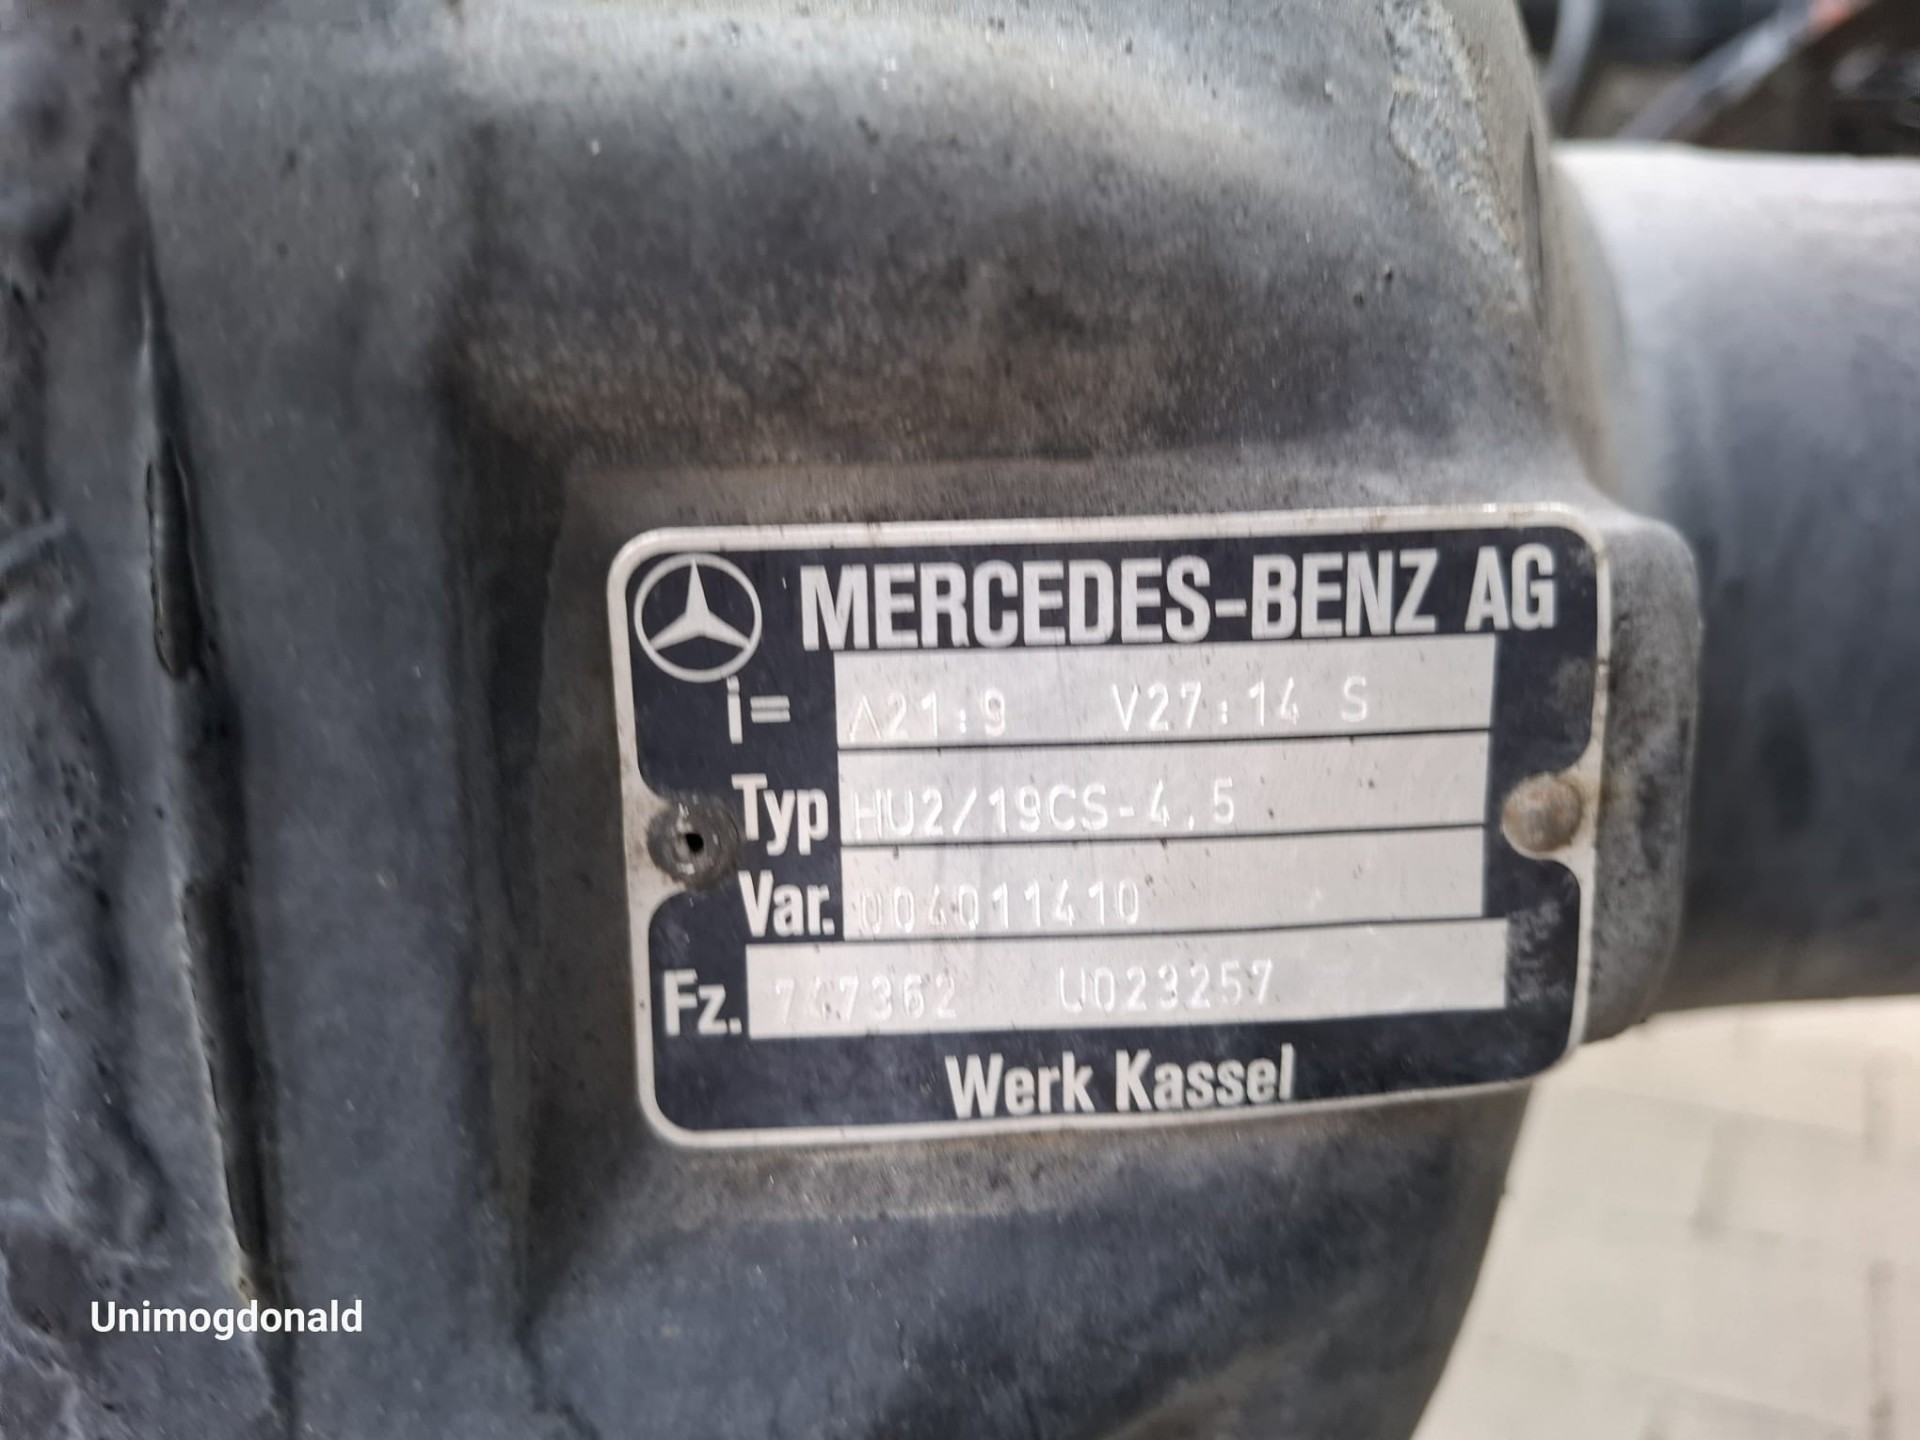 MERCEDES-BENZ AG
i= A21:9 V27:14 S
Typ HU2/19CS-4,5
Var. 004011410
Fz. 747362 U023257
Werk Kassel
Unimogdonald